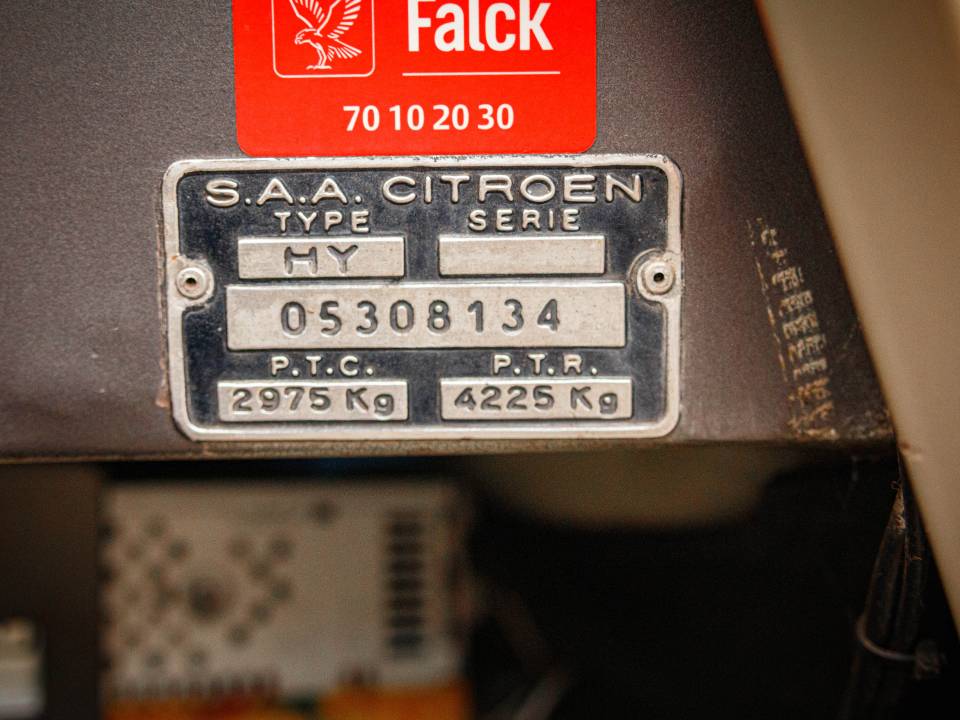 Falck
70 10 20 30
S.A.A. CITROEN
TYPE SERIE
HY
05308134
P.T.C. P.T.R.
2975 Kg 4225 Kg